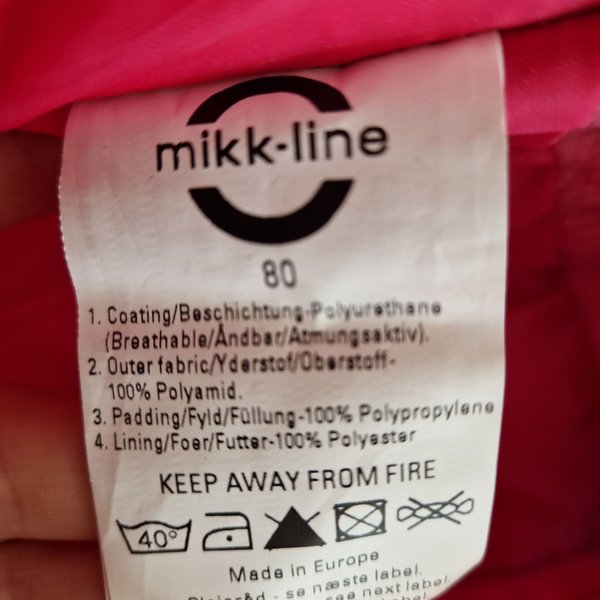 mikk-line
80
1. Coating/Beschichtung-Polyurethane
(Breathable/Åndbar/Atmungsaktiv).
2. Outer fabric/Yderstof/Oberstoff-
100% Polyamid.
3. Padding/Fyld/Füllung-100% Polypropylene
4. Lining/Foer/Futter-100% Polyester
KEEP AWAY FROM FIRE
40°
Made in Europe
Plejeråd - se næste label.
see next label